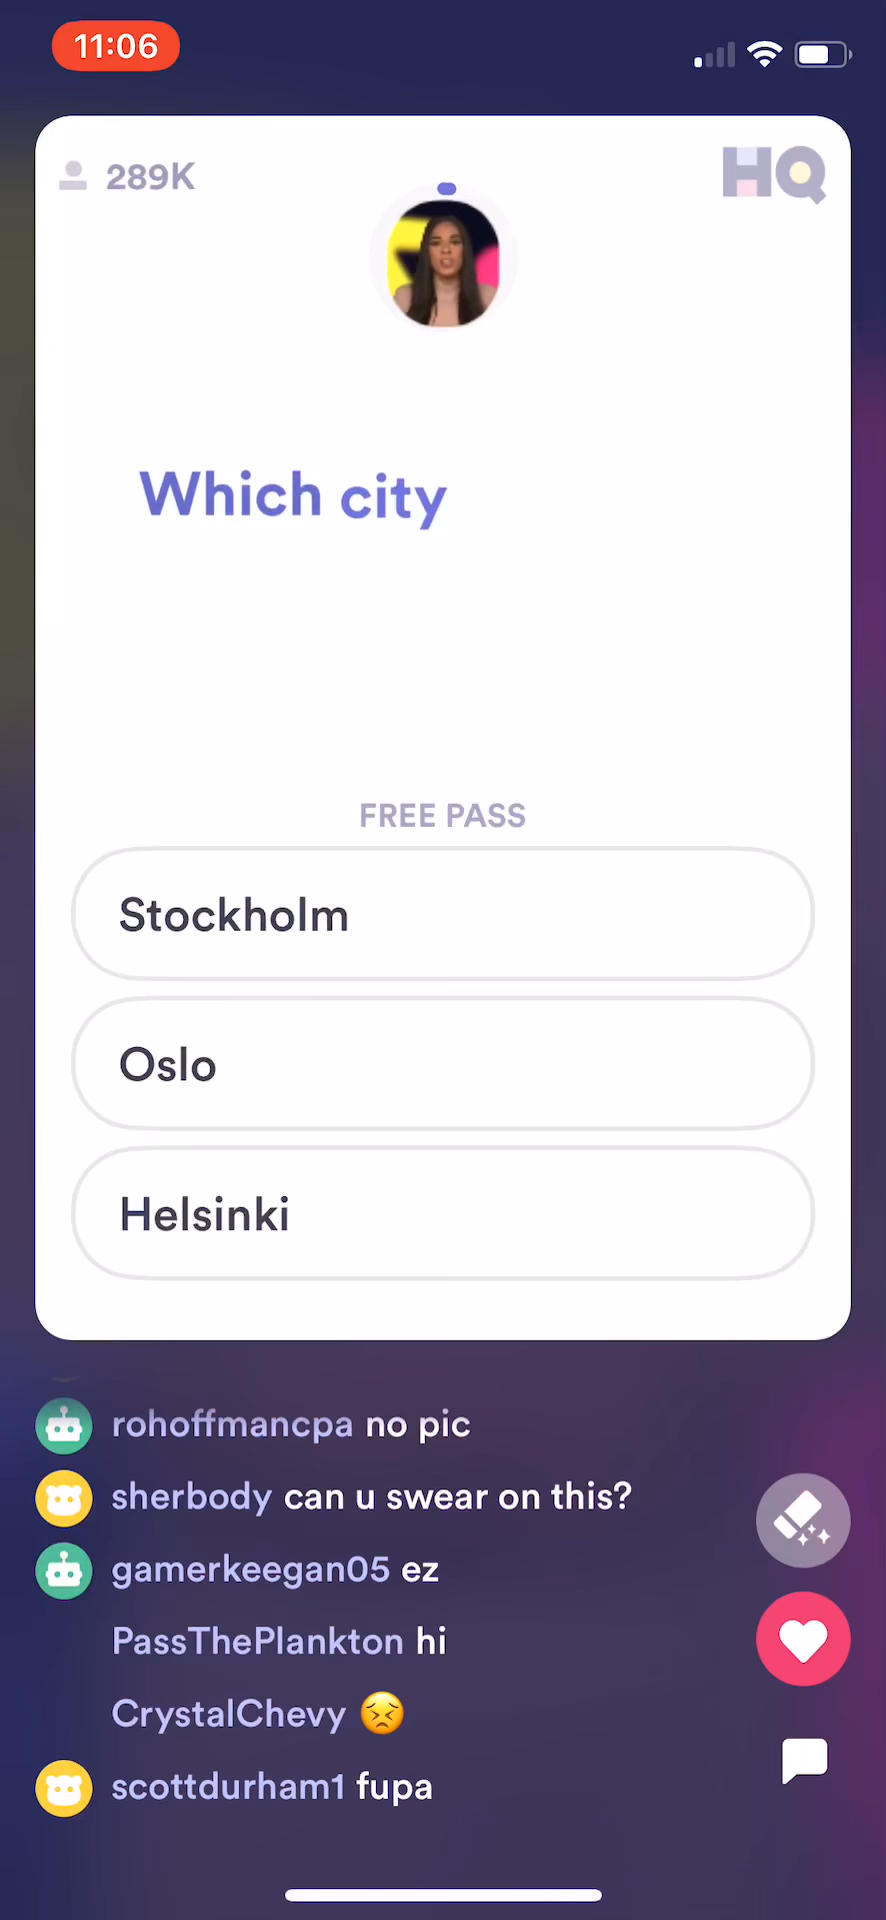 11:06
289K
HQ
Which city
FREE PASS
Stockholm
Oslo
Helsinki
rohoffmancpa no pic
sherbody can u swear on this?
gamerkeegan05 ez
PassThePlankton hi
CrystalChevy 😣
scottdurham1 fupa